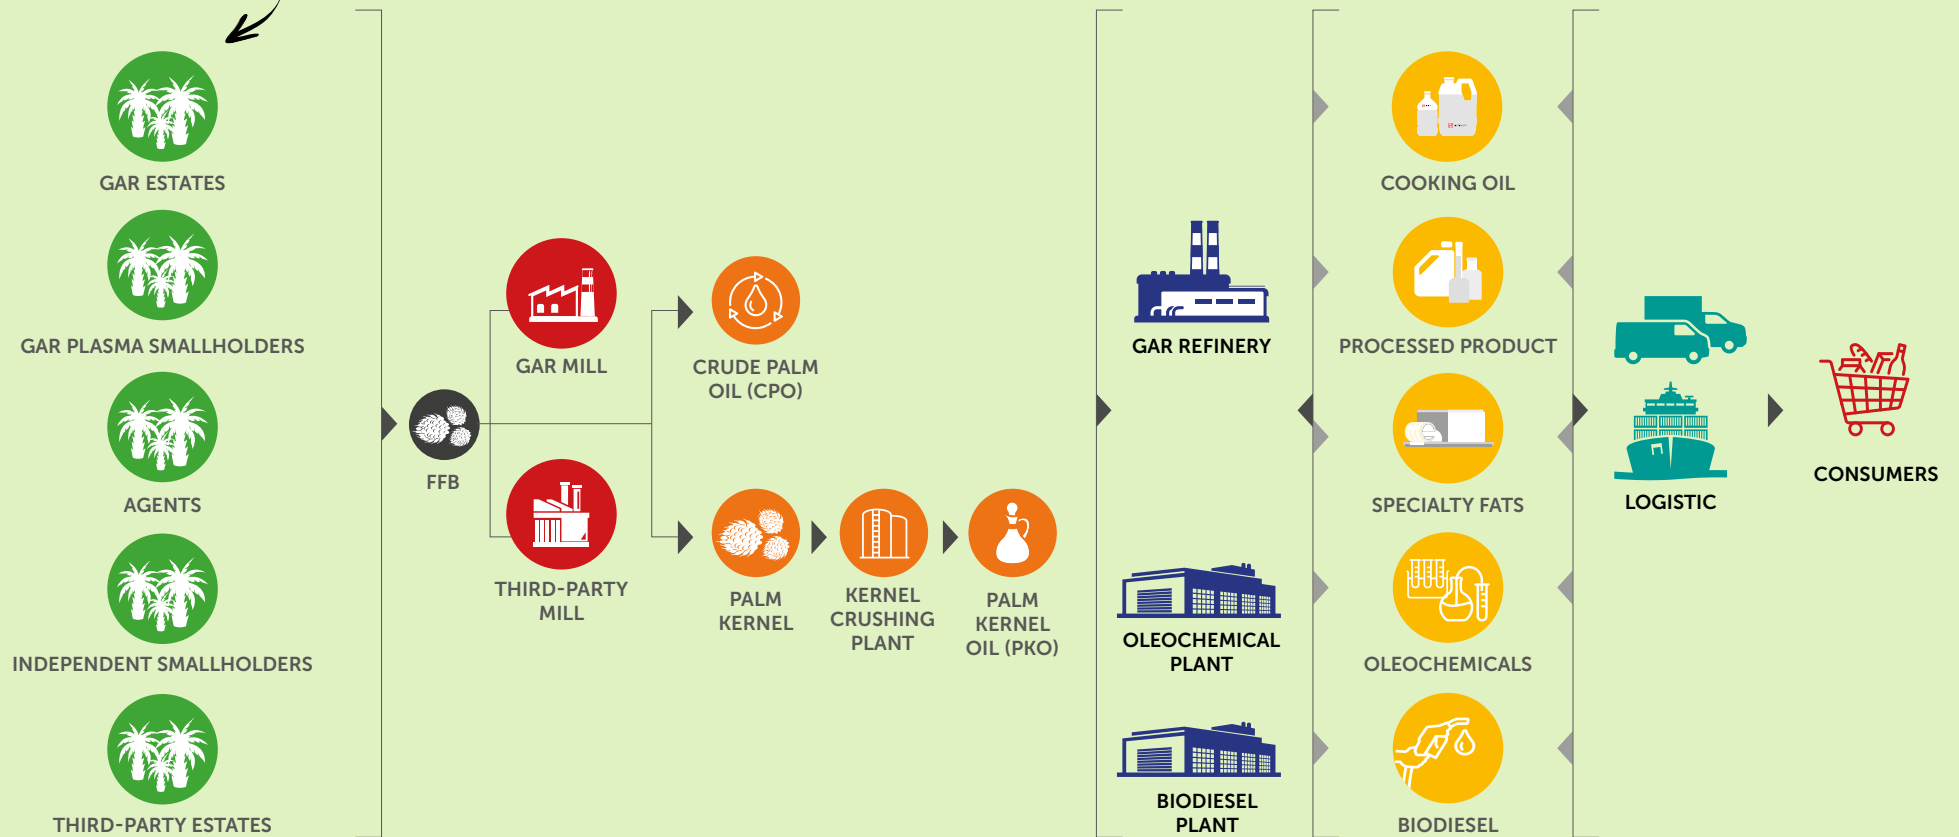 GAR ESTATES
GAR PLASMA SMALLHOLDERS
AGENTS
INDEPENDENT SMALLHOLDERS
THIRD-PARTY ESTATES
FFB
GAR MILL
THIRD-PARTY
MILL
CRUDE PALM
OIL (CPO)
PALM
KERNEL
KERNEL
CRUSHING
PLANT
PALM
KERNEL
OIL (PKO)
GAR REFINERY
OLEOCHEMICAL
PLANT
BIODIESEL
PLANT
COOKING OIL
PROCESSED PRODUCT
SPECIALTY FATS
OLEOCHEMICALS
BIODIESEL
LOGISTIC
CONSUMERS